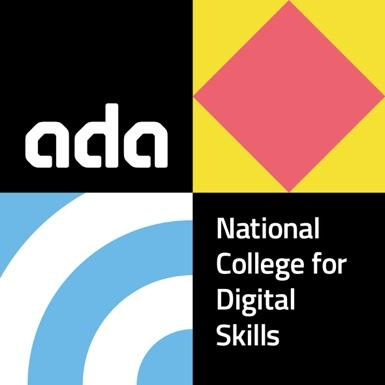 ada
National
College for
Digital
Skills